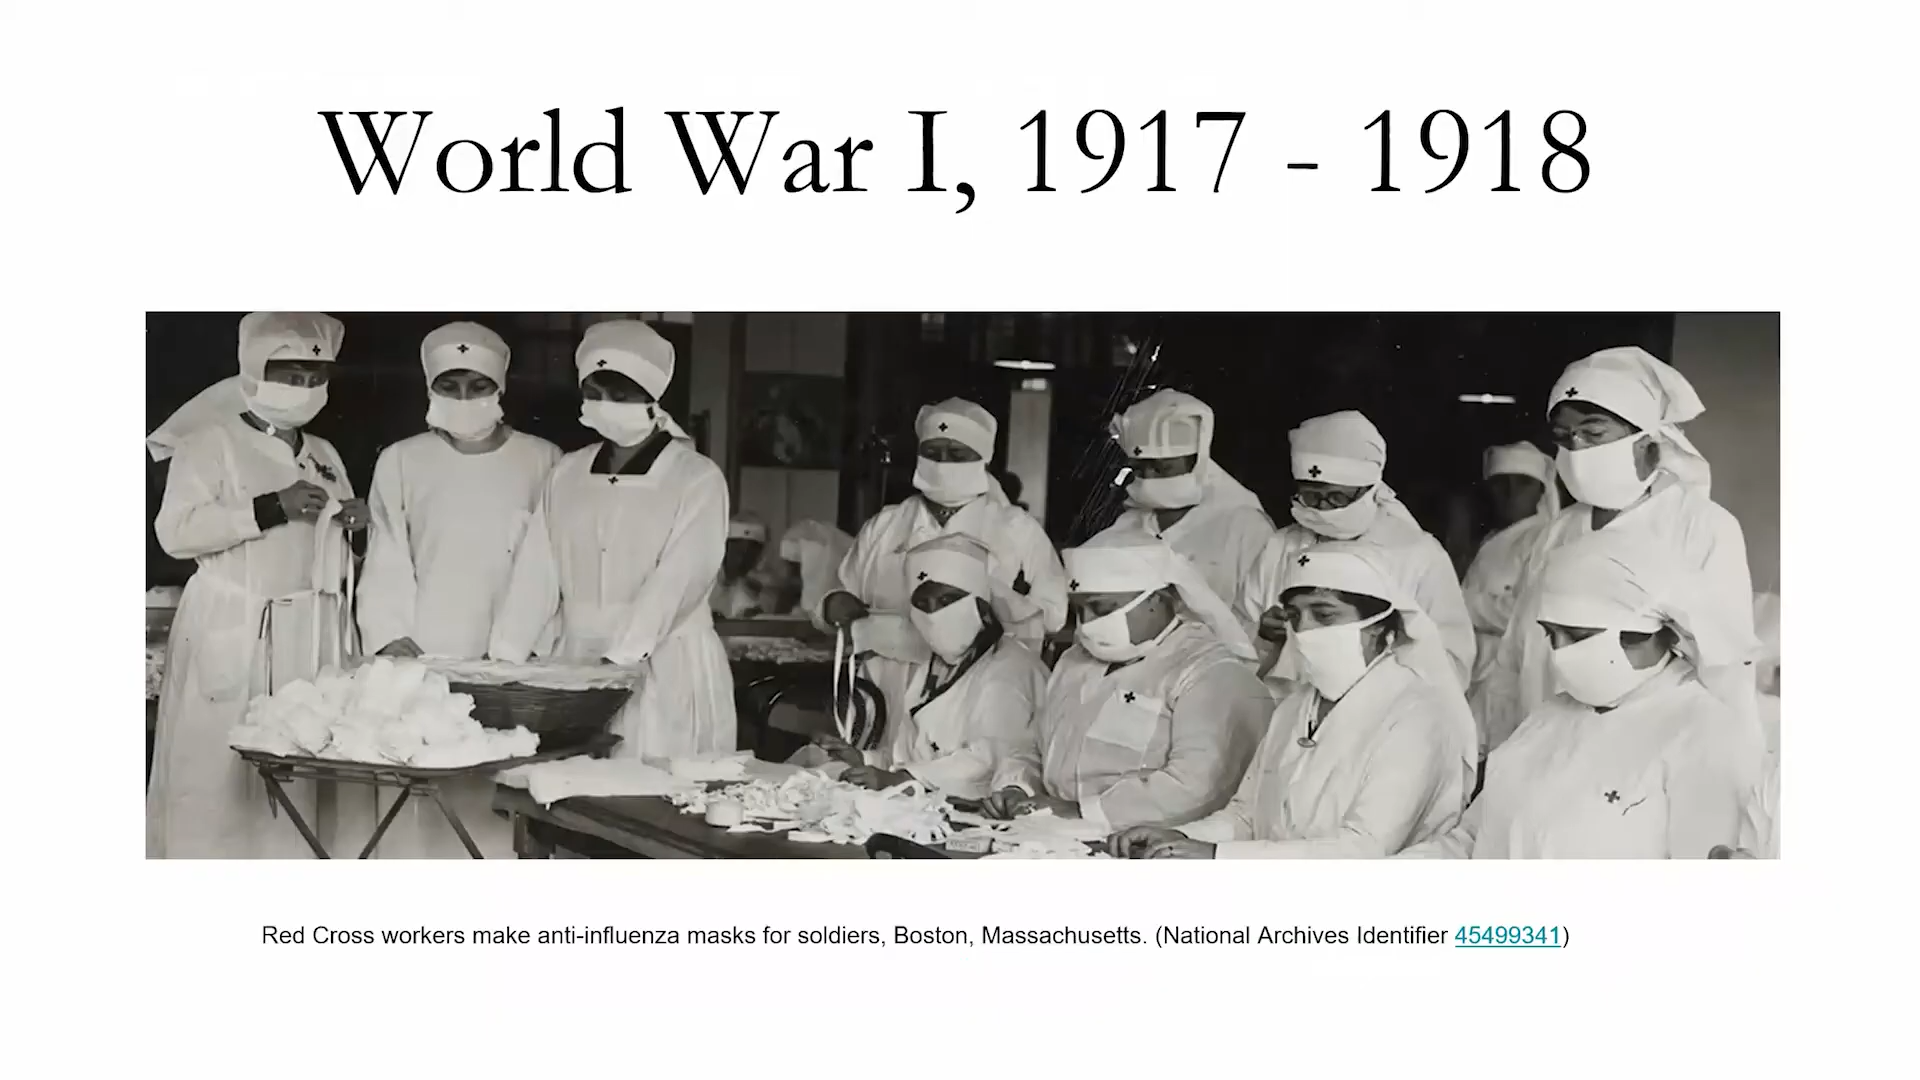 World War I, 1917 - 1918
Red Cross workers make anti-influenza masks for soldiers, Boston, Massachusetts. (National Archives Identifier 45499341)